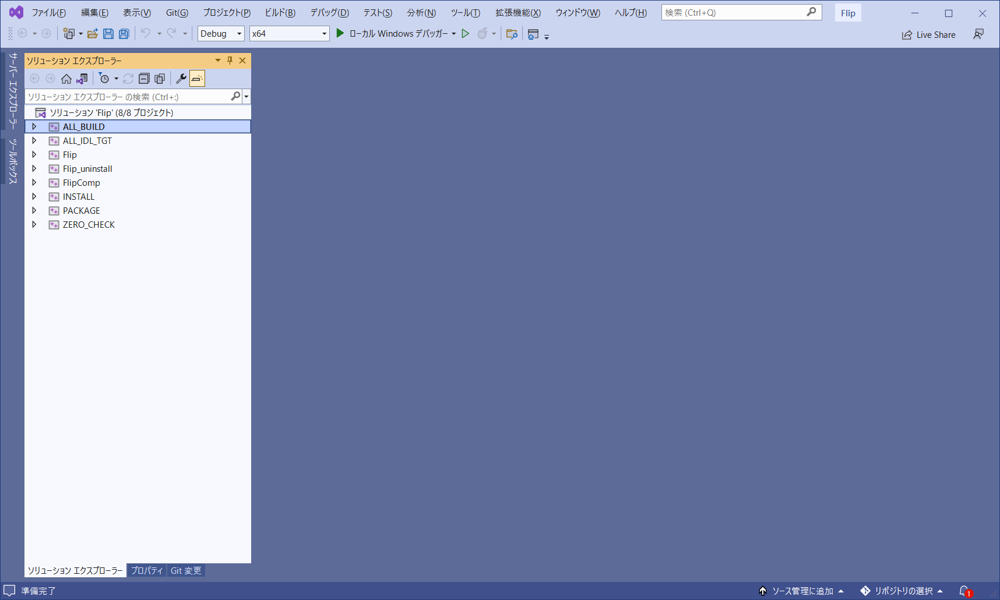 ファイル(F) 編集(E) 表示(V) Git(G) プロジェクト(P) ビルド(B) デバッグ(D) テスト(S) 分析(N) ツール(T) 拡張機能(X) ウィンドウ(W) ヘルプ(H) 検索 (Ctrl+Q) Flip
Debug x64 ローカル Windows デバッガー Live Share
サーバー エクスプローラー
ツールボックス
ソリューション エクスプローラー
ソリューション エクスプローラー の検索 (Ctrl+:)
ソリューション 'Flip' (8/8 プロジェクト)
ALL_BUILD
ALL_IDL_TGT
Flip
Flip_uninstall
FlipComp
INSTALL
PACKAGE
ZERO_CHECK
ソリューション エクスプローラー プロパティ Git 変更
準備完了 ソース管理に追加 リポジトリの選択 1